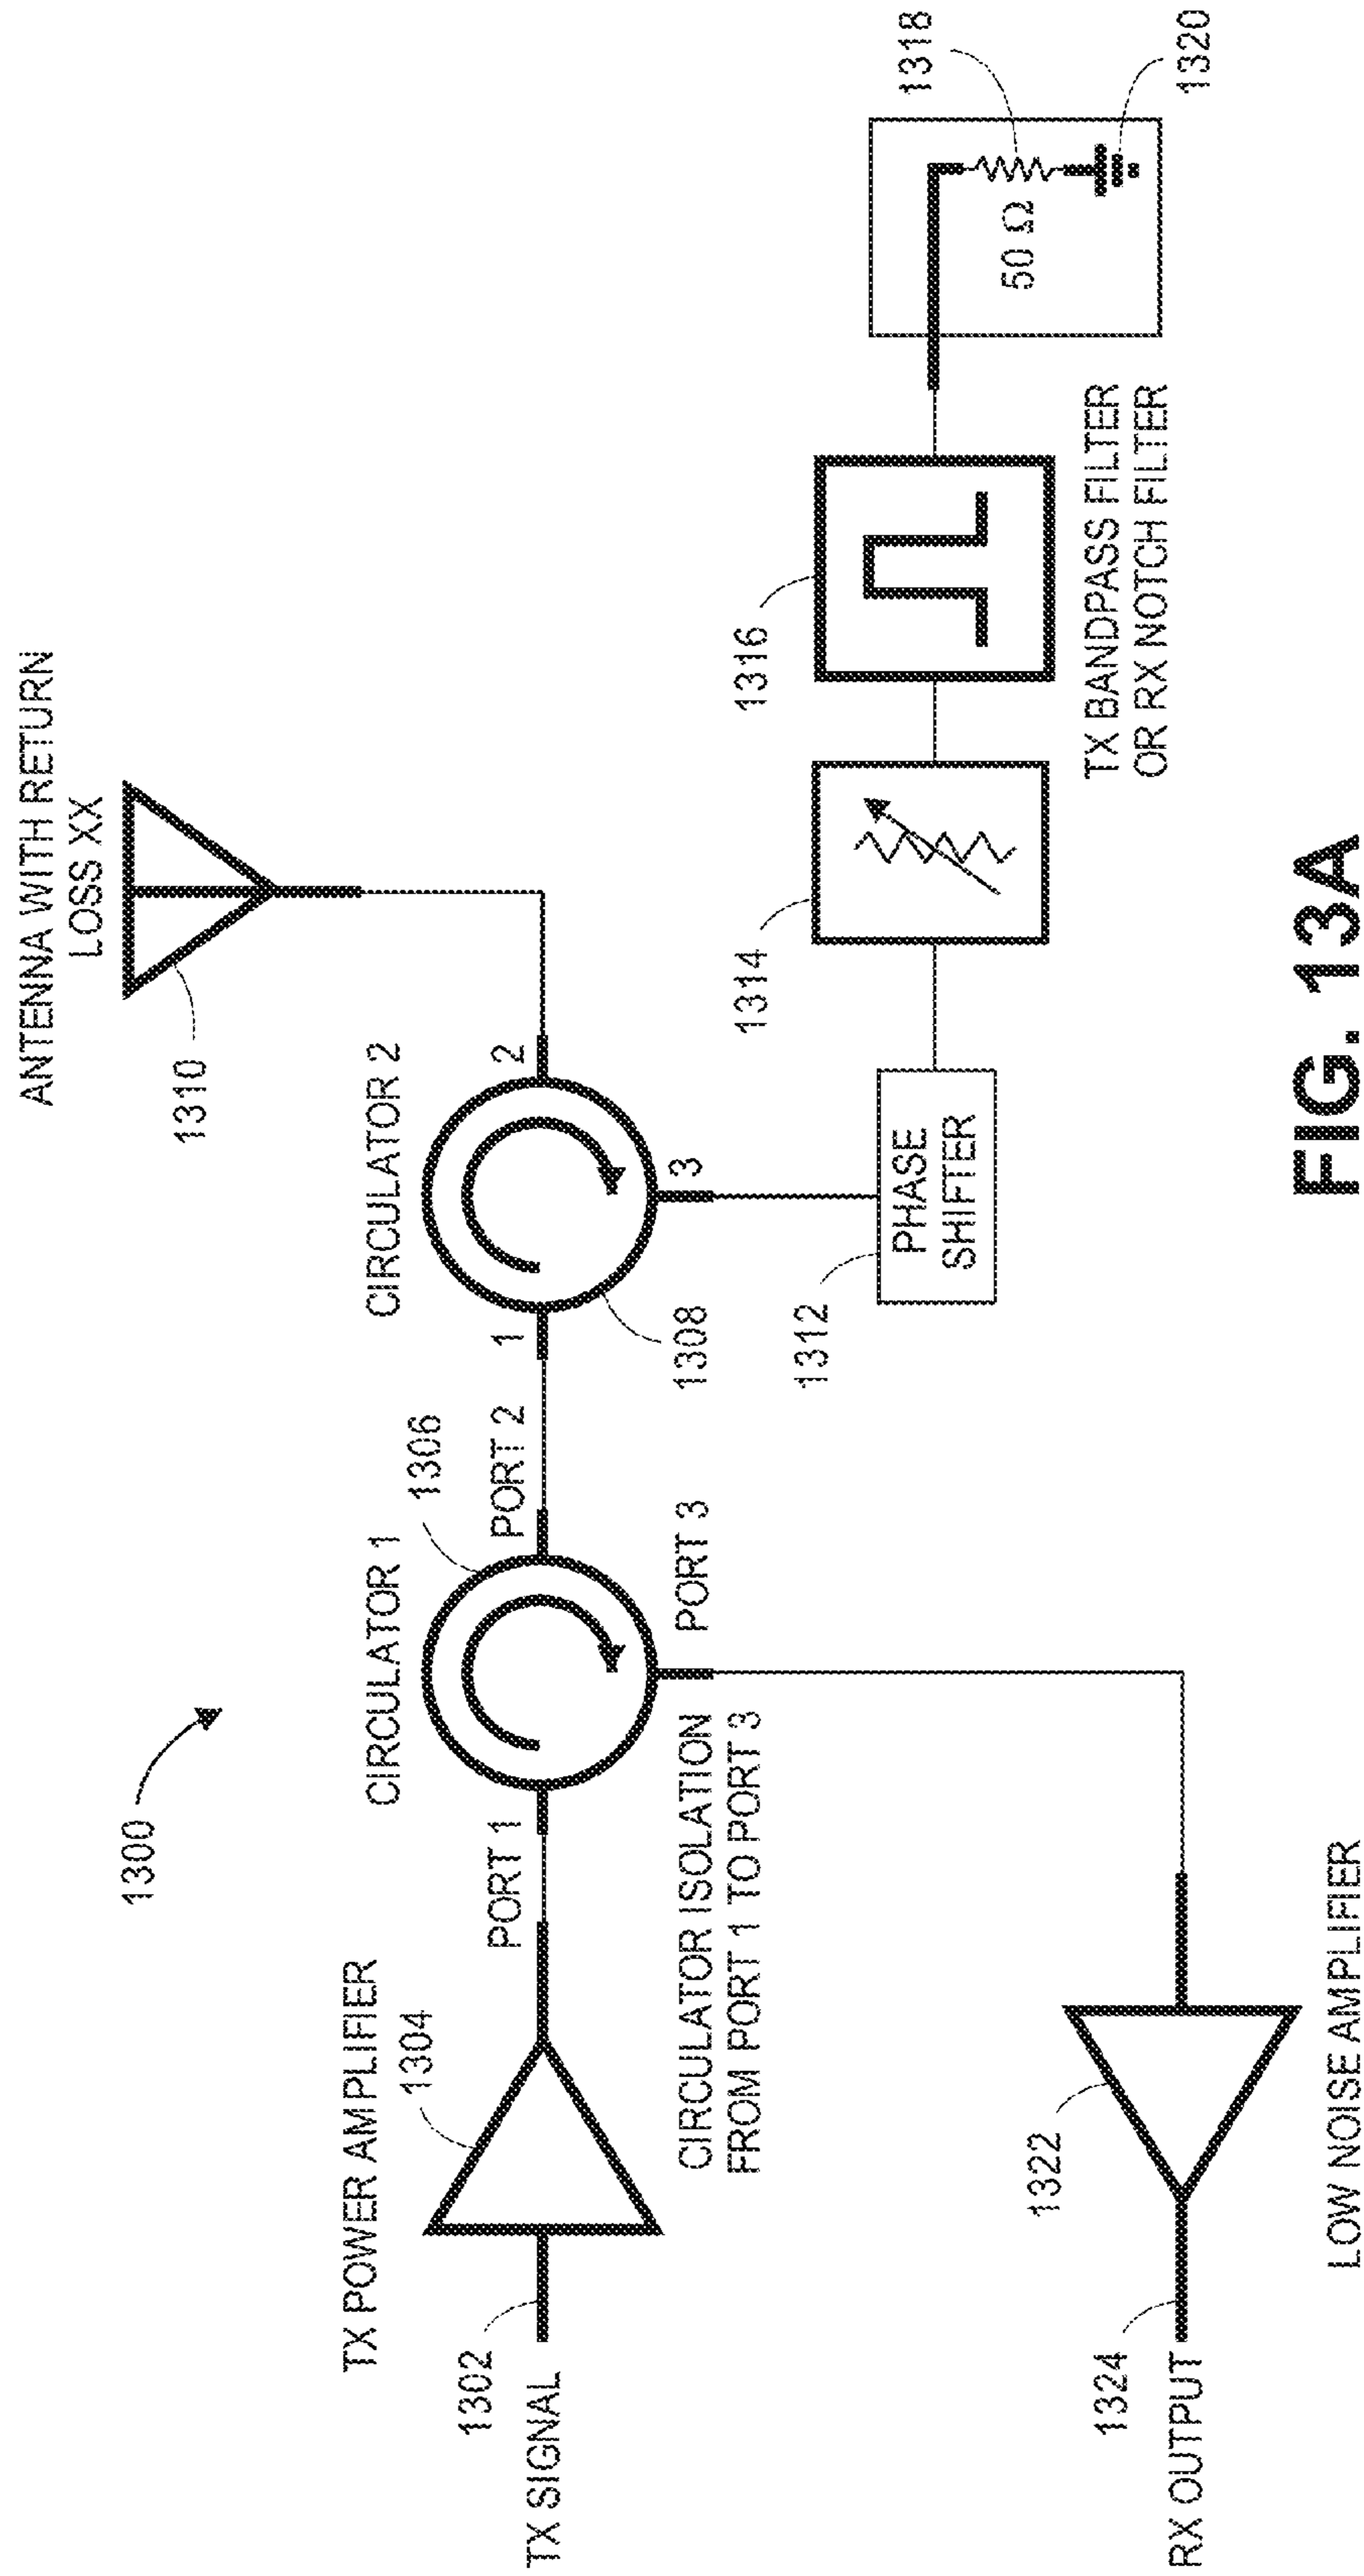 1300
ANTENNA WITH RETURN
LOSS XX
1310
TX POWER AMPLIFIER
1304
CIRCULATOR 1
1306
CIRCULATOR 2
1302
TX SIGNAL
PORT 1
PORT 2
1
2
CIRCULATOR ISOLATION
FROM PORT 1 TO PORT 3
PORT 3
1308
3
1312
PHASE
SHIFTER
1314
1316
1318
50 Ω
1320
TX BANDPASS FILTER
OR RX NOTCH FILTER
1322
1324
RX OUTPUT
LOW NOISE AMPLIFIER
FIG. 13A